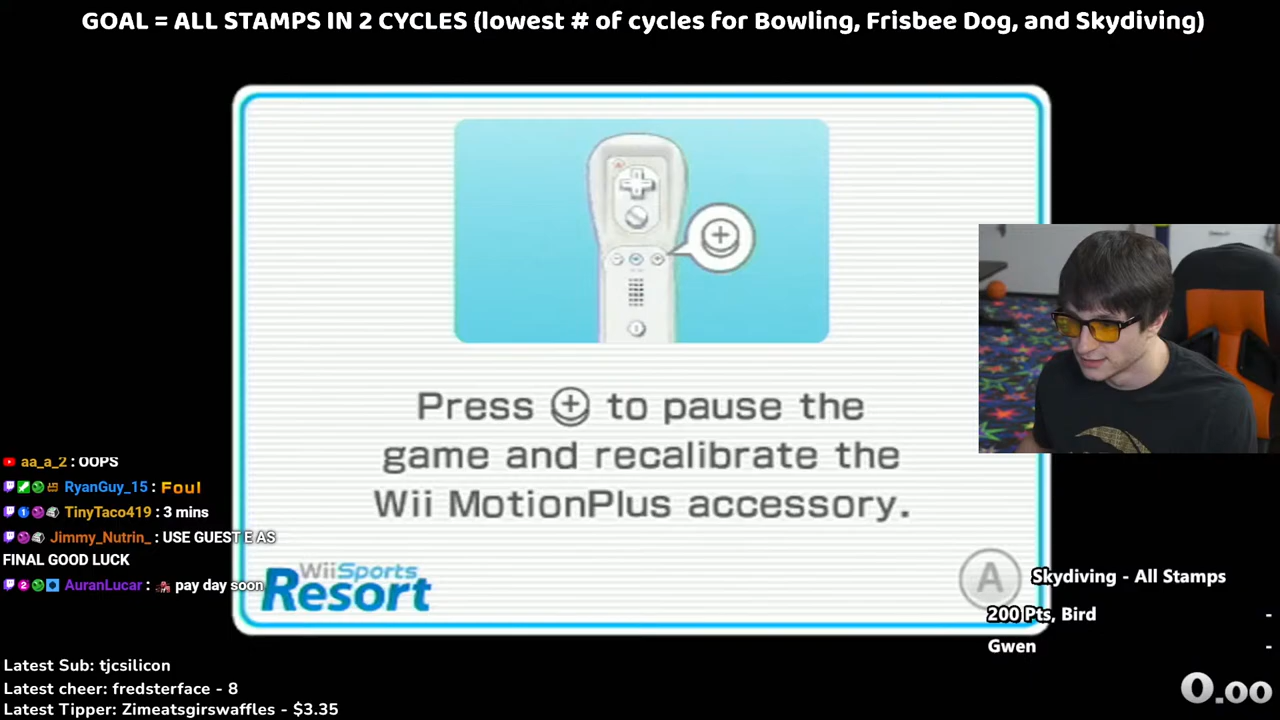 GOAL = ALL STAMPS IN 2 CYCLES (lowest # of cycles for Bowling, Frisbee Dog, and Skydiving)
Press + to pause the
game and recalibrate the
Wii MotionPlus accessory.
aa_a_2 : OOPS
RyanGuy_15 : Foul
TinyTaco419 : 3 mins
Jimmy_Nutrin_ : USE GUEST E AS
FINAL GOOD LUCK
AuranLucar : pay day soon
Wii Sports
Resort
A
Skydiving - All Stamps
200 Pts, Bird -
Gwen -
0.00
Latest Sub: tjcsilicon
Latest cheer: fredsterface - 8
Latest Tipper: Zimeatsgirswaffles - $3.35